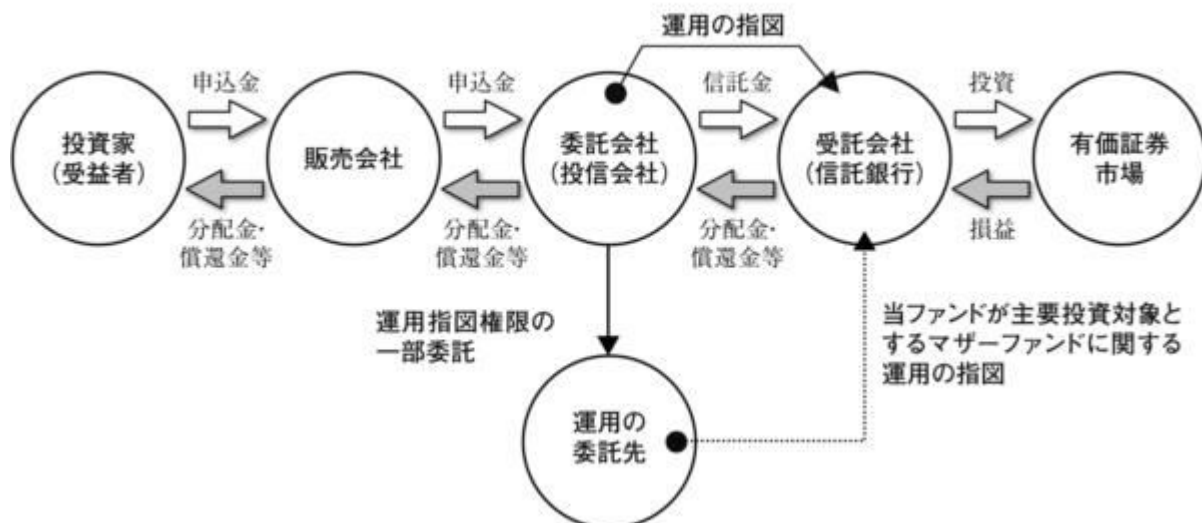 運用の指図
申込金
申込金
信託金
投資
投資家
(受益者)
販売会社
委託会社
(投信会社)
受託会社
(信託銀行)
有価証券
市場
分配金・
償還金等
分配金・
償還金等
分配金・
償還金等
損益
運用指図権限の
一部委託
当ファンドが主要投資対象と
するマザーファンドに関する
運用の指図
運用の
委託先